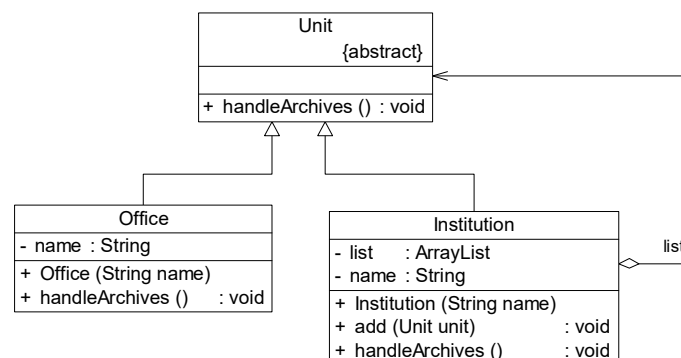 Unit
{abstract}
+ handleArchives () : void
Office
- name : String
+ Office (String name)
+ handleArchives () : void
Institution
- list : ArrayList
- name : String
+ Institution (String name)
+ add (Unit unit) : void
+ handleArchives () : void
list